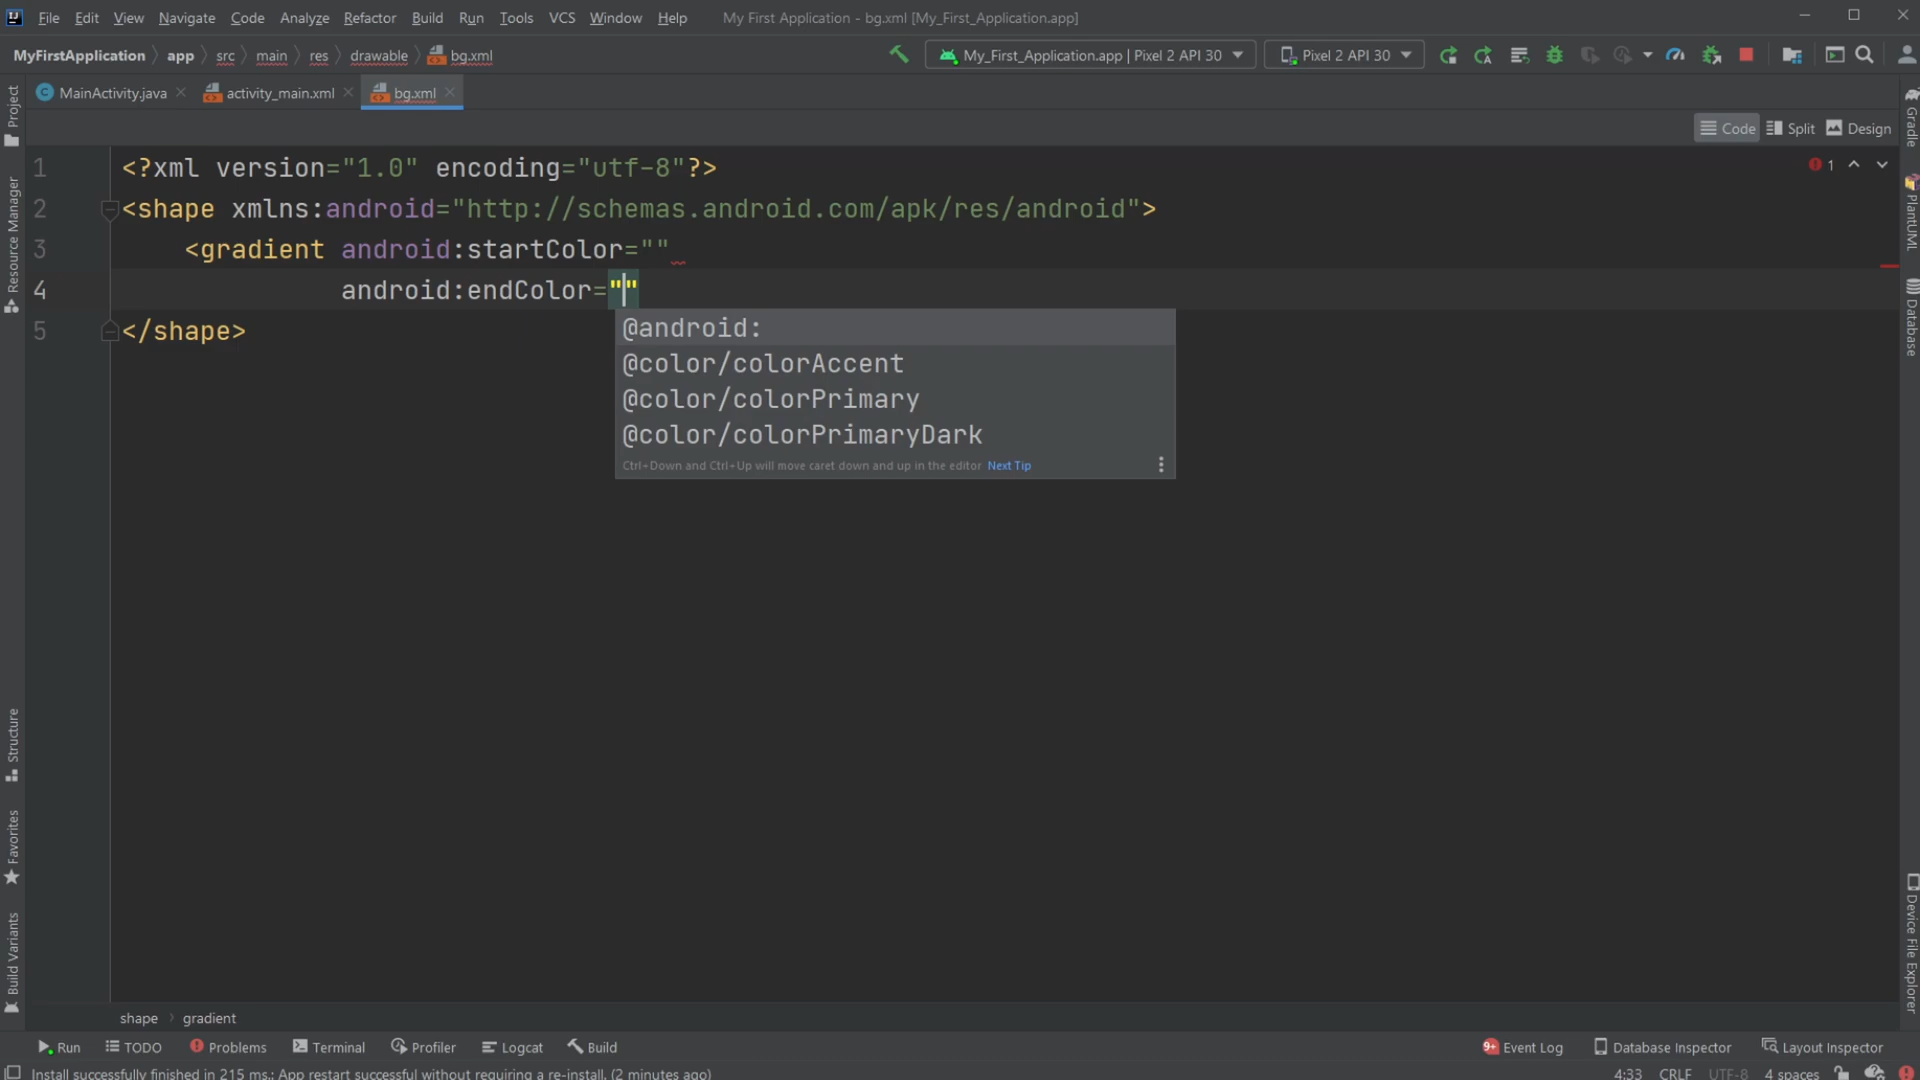 File Edit View Navigate Code Analyze Refactor Build Run Tools VCS Window Help My First Application - bg.xml [My_First_Application.app]
MyFirstApplication app src main res drawable bg.xml My_First_Application.app | Pixel 2 API 30 Pixel 2 API 30
MainActivity.java activity_main.xml bg.xml
Code Split Design
1 <?xml version="1.0" encoding="utf-8"?> 1
2 <shape xmlns:android="http://schemas.android.com/apk/res/android">
3 <gradient android:startColor=""
4 android:endColor=""
5 </shape>
@android:
@color/colorAccent
@color/colorPrimary
@color/colorPrimaryDark
Ctrl+Down and Ctrl+Up will move caret down and up in the editor Next Tip
Project
Resource Manager
Structure
Favorites
Build Variants
Gradle
PlantUML
Database
Device File Explorer
shape gradient
Run TODO Problems Terminal Profiler Logcat Build 9+ Event Log Database Inspector Layout Inspector
Install successfully finished in 215 ms.: App restart successful without requiring a re-install. (2 minutes ago) 4:33 CRLF UTF-8 4 spaces